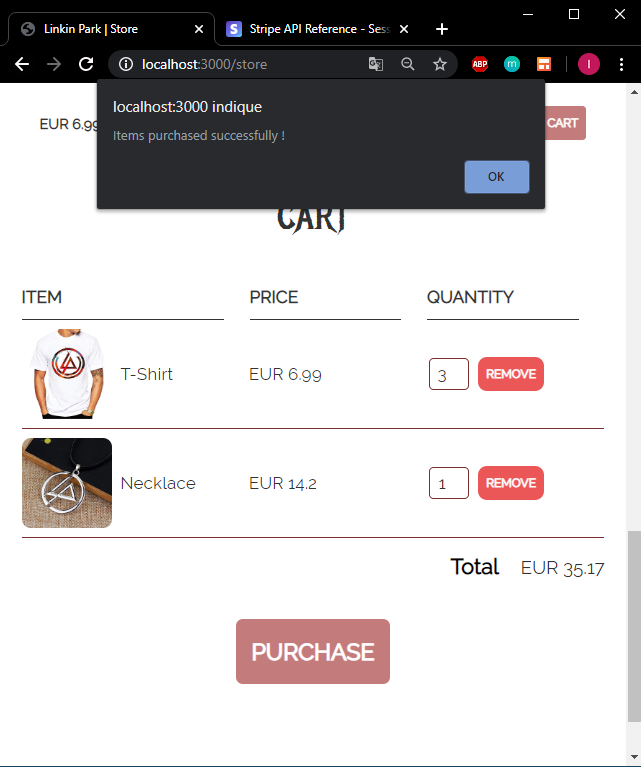 Linkin Park | Store
Stripe API Reference - Sess
localhost:3000/store
ABP
m
I
localhost:3000 indique
Items purchased successfully !
OK
EUR 6.99
CART
CART
ITEM PRICE QUANTITY
T-Shirt EUR 6.99 3 REMOVE
Necklace EUR 14.2 1 REMOVE
Total EUR 35.17
PURCHASE